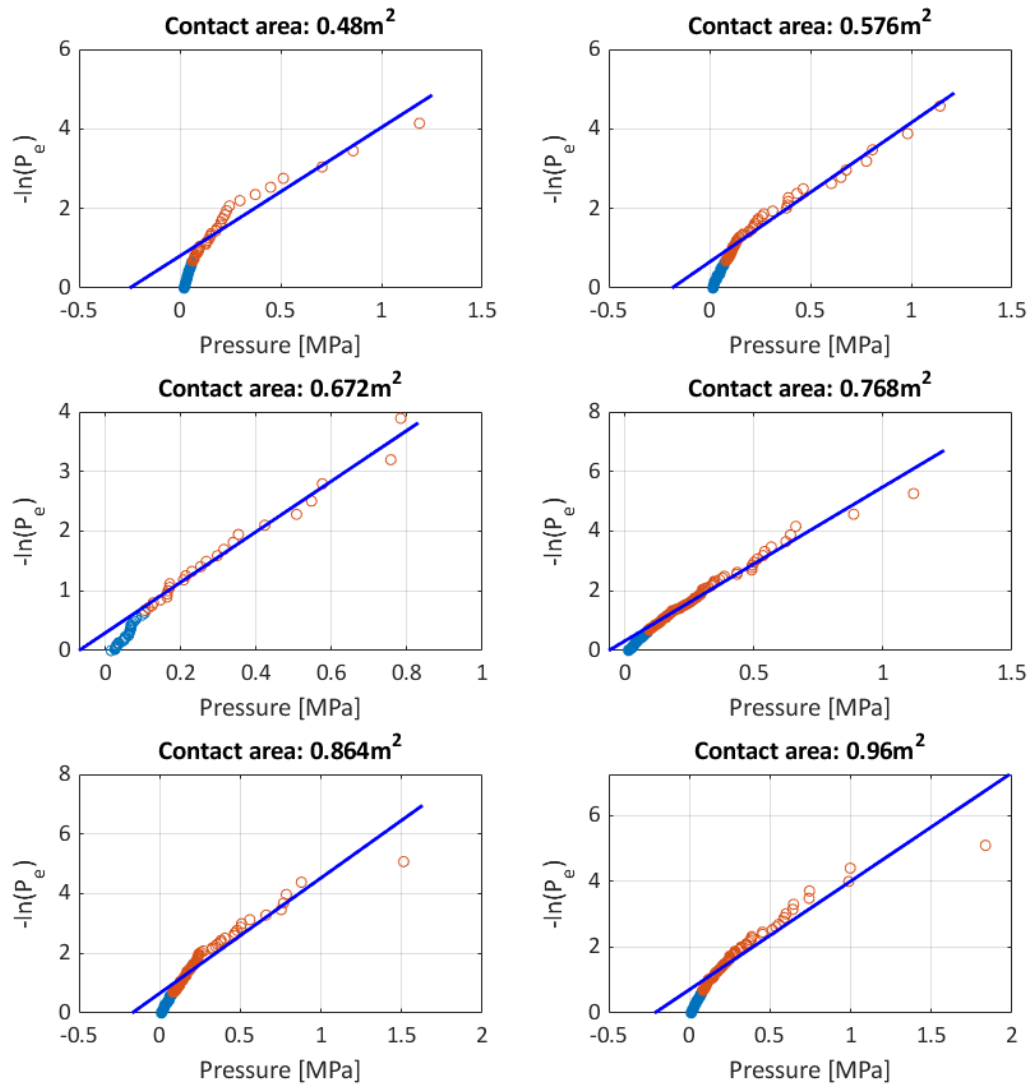 Contact area: 0.48m²
6
4
2
0
-ln(Pₑ)
-0.5 0 0.5 1 1.5
Pressure [MPa]
Contact area: 0.576m²
6
4
2
0
-ln(Pₑ)
-0.5 0 0.5 1 1.5
Pressure [MPa]
Contact area: 0.672m²
4
3
2
1
0
-ln(Pₑ)
0 0.2 0.4 0.6 0.8 1
Pressure [MPa]
Contact area: 0.768m²
8
6
4
2
0
-ln(Pₑ)
0 0.5 1 1.5
Pressure [MPa]
Contact area: 0.864m²
8
6
4
2
0
-ln(Pₑ)
-0.5 0 0.5 1 1.5 2
Pressure [MPa]
Contact area: 0.96m²
6
4
2
0
-ln(Pₑ)
-0.5 0 0.5 1 1.5 2
Pressure [MPa]